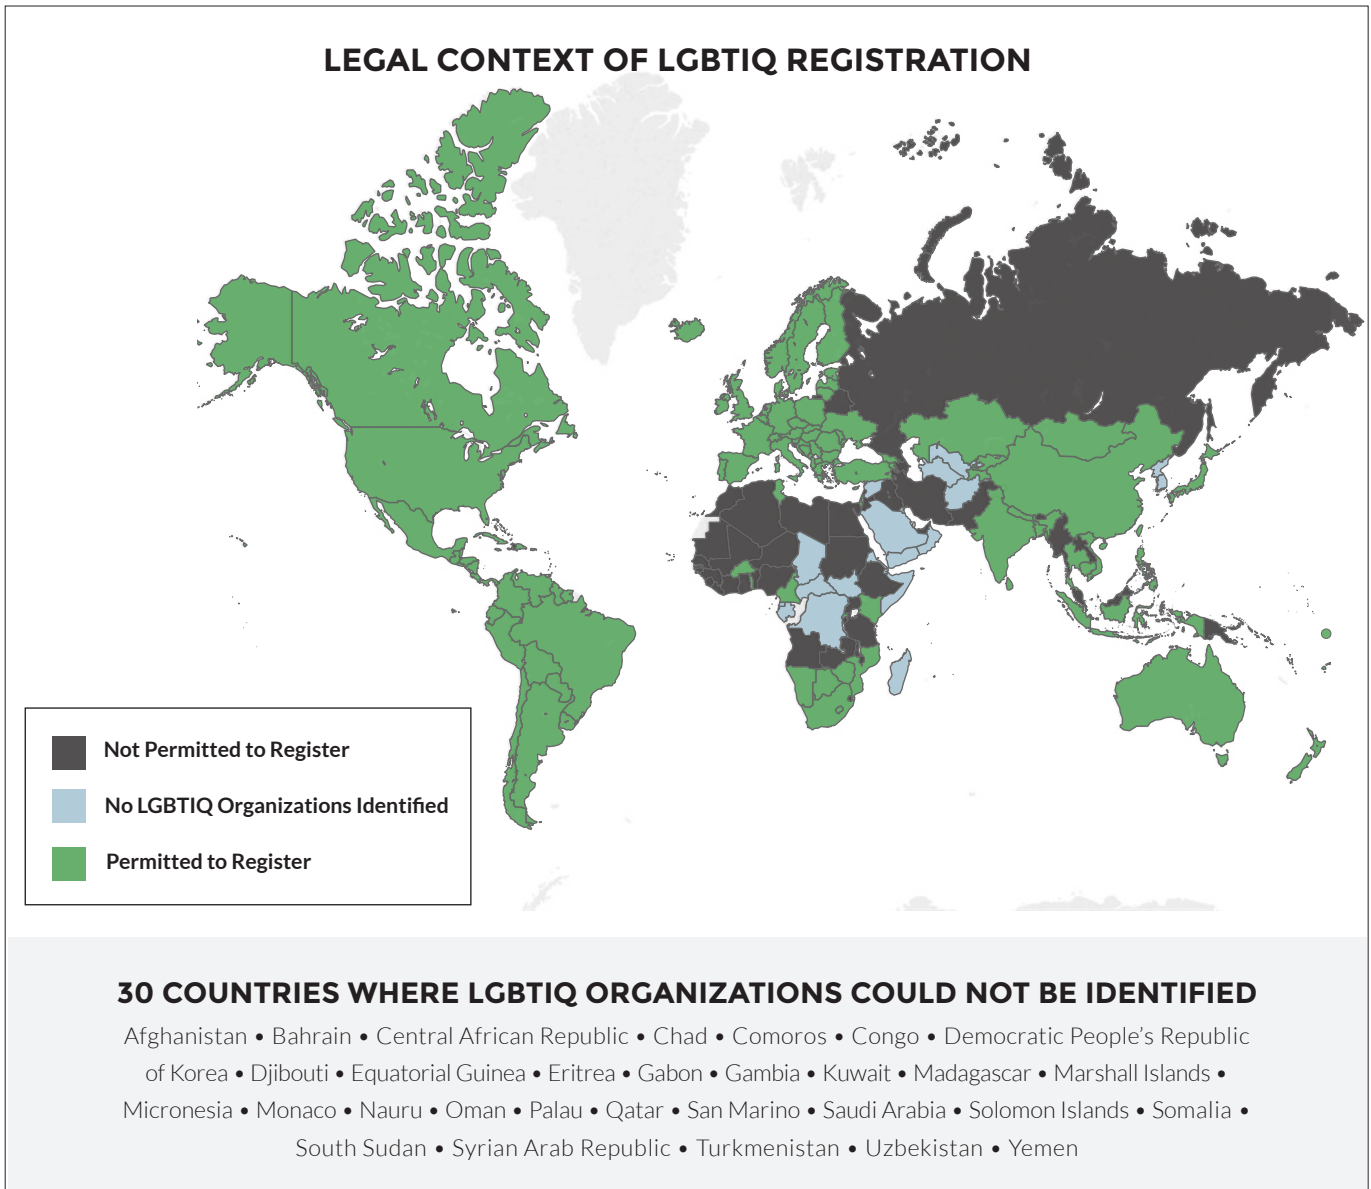 LEGAL CONTEXT OF LGBTIQ REGISTRATION
Not Permitted to Register
No LGBTIQ Organizations Identified
Permitted to Register
30 COUNTRIES WHERE LGBTIQ ORGANIZATIONS COULD NOT BE IDENTIFIED
Afghanistan • Bahrain • Central African Republic • Chad • Comoros • Congo • Democratic People's Republic
of Korea • Djibouti • Equatorial Guinea • Eritrea • Gabon • Gambia • Kuwait • Madagascar • Marshall Islands •
Micronesia • Monaco • Nauru • Oman • Palau • Qatar • San Marino • Saudi Arabia • Solomon Islands • Somalia •
South Sudan • Syrian Arab Republic • Turkmenistan • Uzbekistan • Yemen